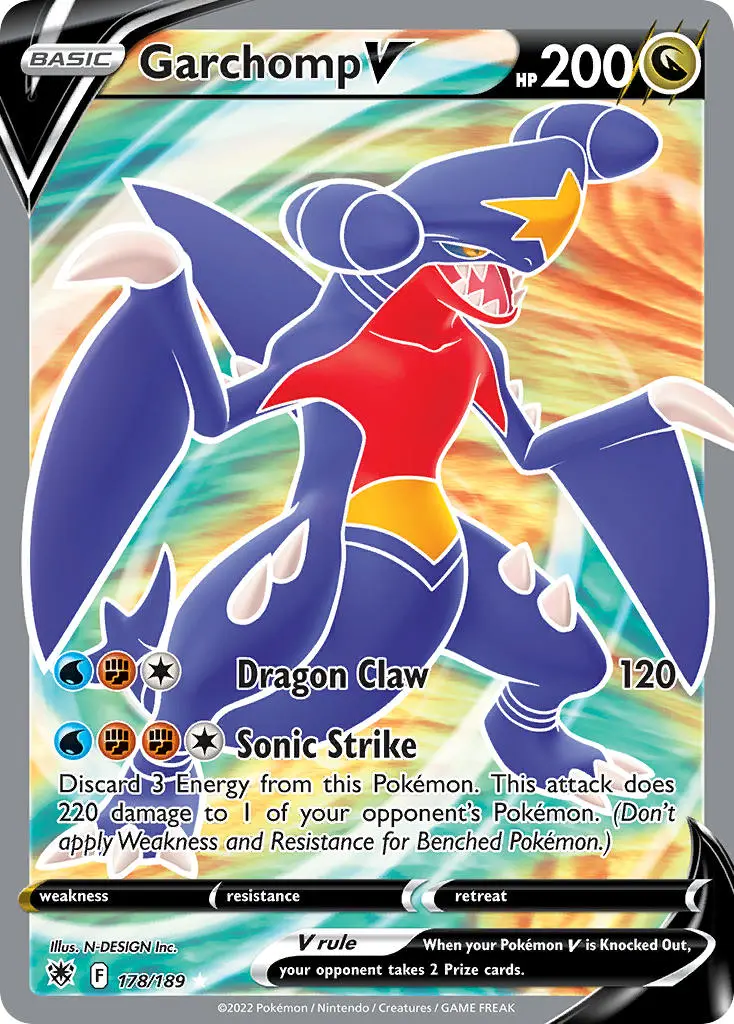 BASIC Garchomp V HP 200
Dragon Claw 120
Sonic Strike
Discard 3 Energy from this Pokémon. This attack does
220 damage to 1 of your opponent's Pokémon. (Don't
apply Weakness and Resistance for Benched Pokémon.)
weakness resistance retreat
Illus. N-DESIGN Inc.
V rule When your Pokémon V is Knocked Out,
your opponent takes 2 Prize cards.
F 178/189
©2022 Pokémon / Nintendo / Creatures / GAME FREAK